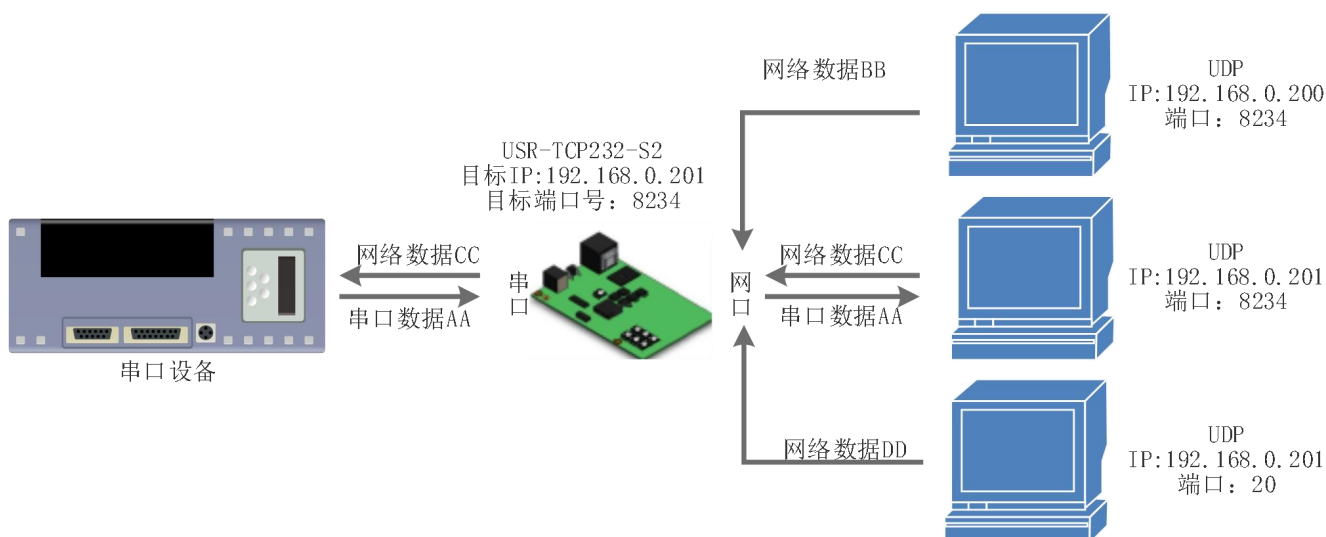 网络数据BB
UDP
IP:192.168.0.200
端口：8234
USR-TCP232-S2
目标IP:192.168.0.201
目标端口号：8234
网络数据CC
串口数据AA
串口设备
串口
网口
网络数据CC
串口数据AA
UDP
IP:192.168.0.201
端口：8234
网络数据DD
UDP
IP:192.168.0.201
端口：20